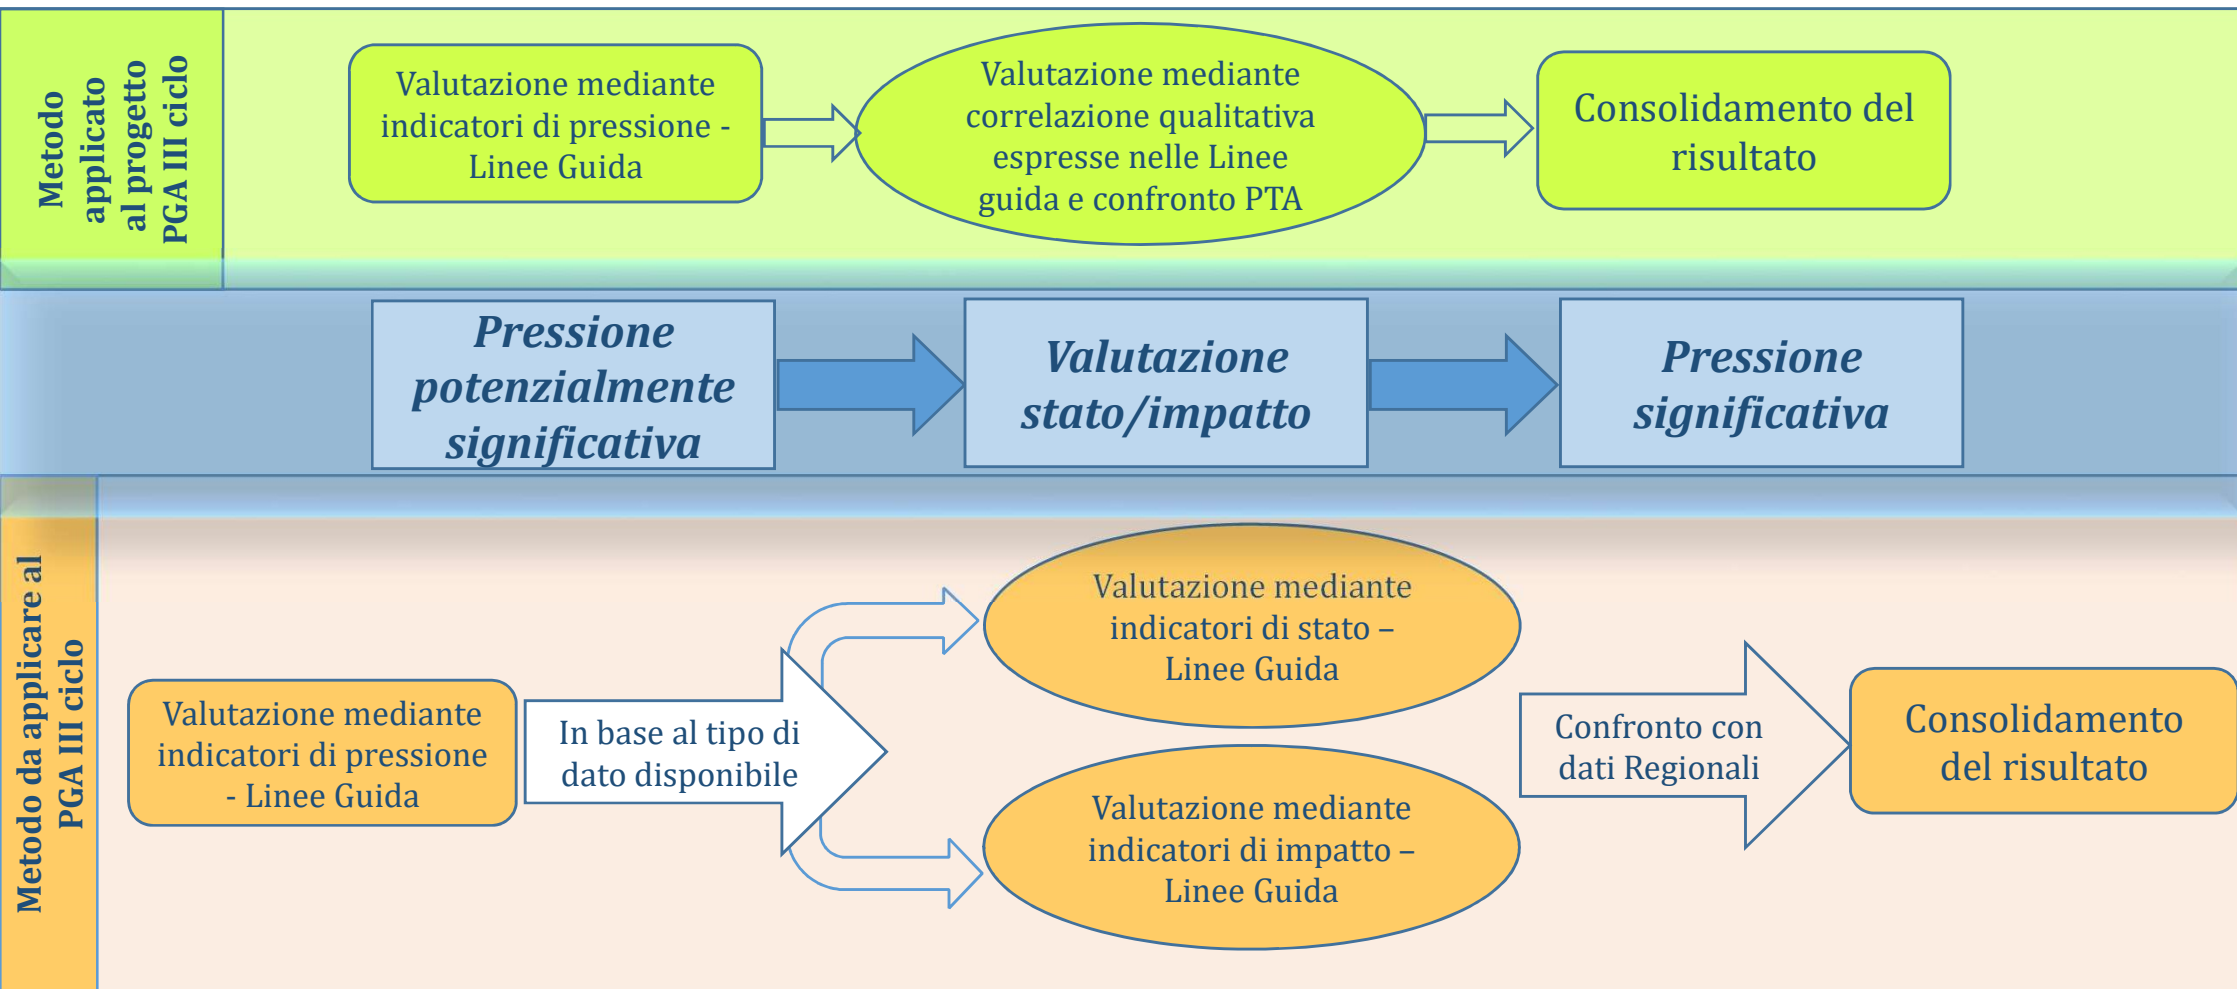 Metodo
applicato
al progetto
PGA III ciclo
Valutazione mediante
indicatori di pressione -
Linee Guida
Valutazione mediante
correlazione qualitativa
espresse nelle Linee
guida e confronto PTA
Consolidamento del
risultato
Pressione
potenzialmente
significativa
Valutazione
stato/impatto
Pressione
significativa
Metodo da applicare al
PGA III ciclo
Valutazione mediante
indicatori di pressione
- Linee Guida
In base al tipo di
dato disponibile
Valutazione mediante
indicatori di stato –
Linee Guida
Valutazione mediante
indicatori di impatto –
Linee Guida
Confronto con
dati Regionali
Consolidamento
del risultato